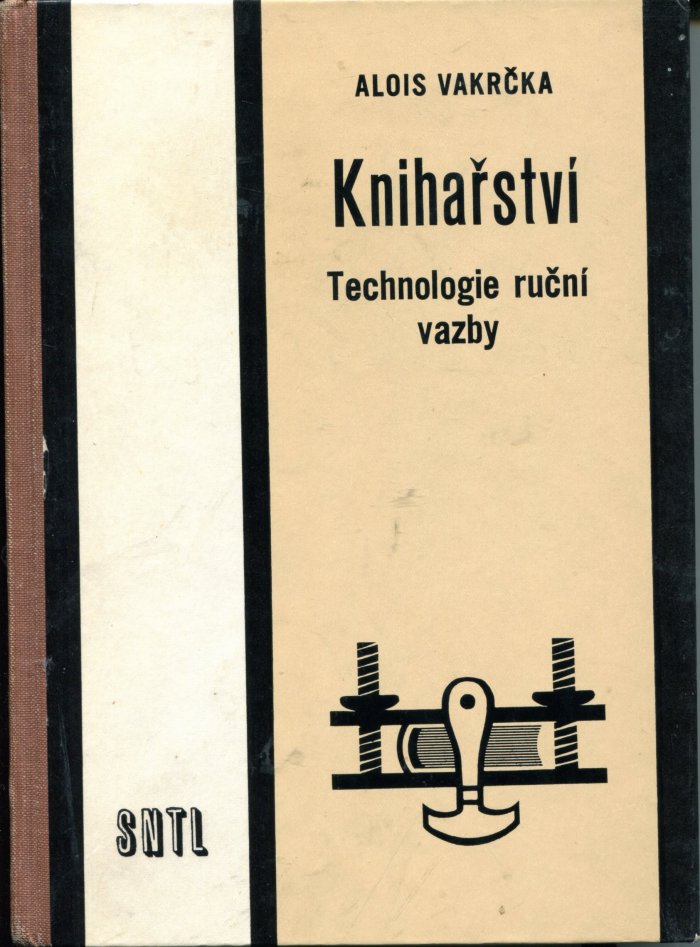 ALOIS VAKRČKA
Knihařství
Technologie ruční
vazby
SNTL